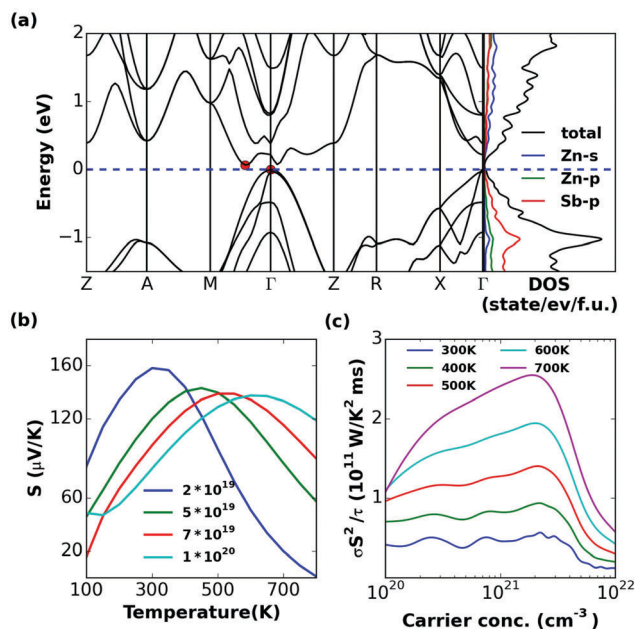 (a)
Energy (eV)
2
1
0
−1
Z A M Γ Z R X Γ
total
Zn-s
Zn-p
Sb-p
DOS
(state/ev/f.u.)
(b)
S (μV/K)
160
120
60
20
2*10¹⁹
5*10¹⁹
7*10¹⁹
1*10²⁰
100 300 500 700
Temperature(K)
(c)
σS²/τ (10¹¹ W/K² ms)
3
2
1
0
300K
400K
500K
600K
700K
10²⁰ 10²¹ 10²²
Carrier conc. (cm⁻³)